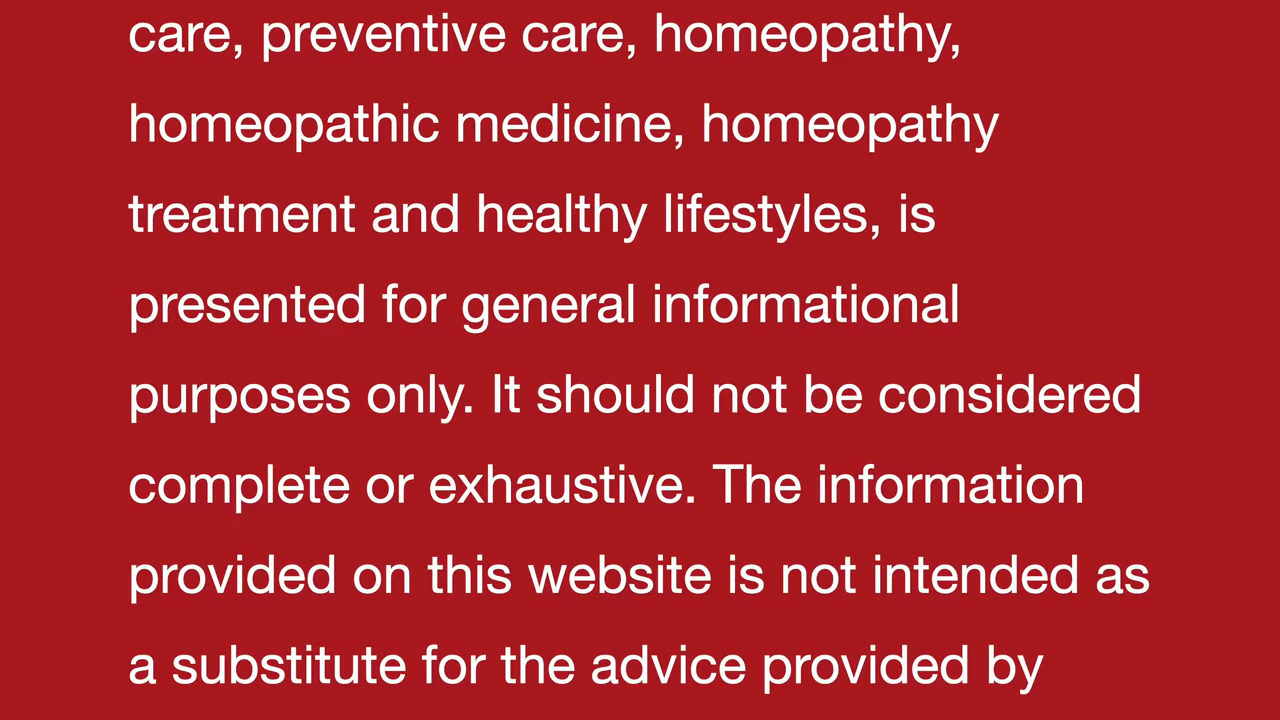 care, preventive care, homeopathy,
homeopathic medicine, homeopathy
treatment and healthy lifestyles, is
presented for general informational
purposes only. It should not be considered
complete or exhaustive. The information
provided on this website is not intended as
a substitute for the advice provided by